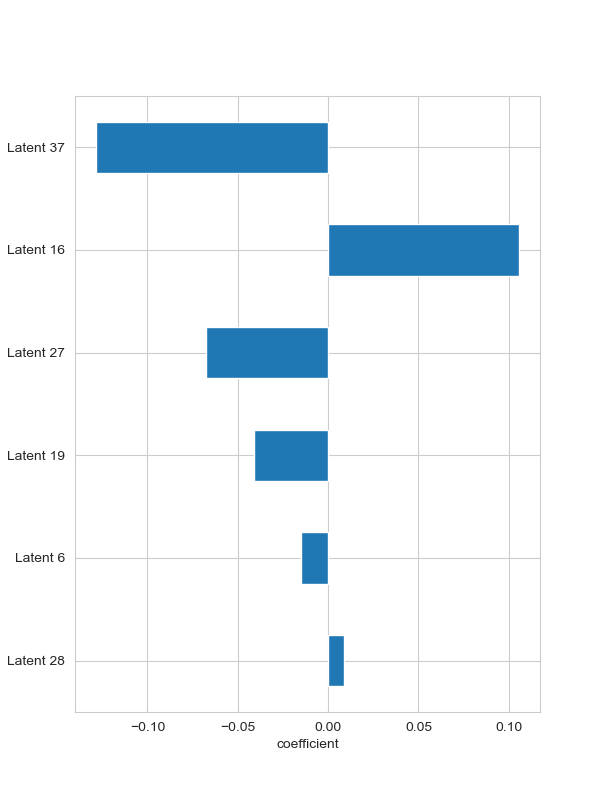 Latent 37
Latent 16
Latent 27
Latent 19
Latent 6
Latent 28
−0.10 −0.05 0.00 0.05 0.10
coefficient